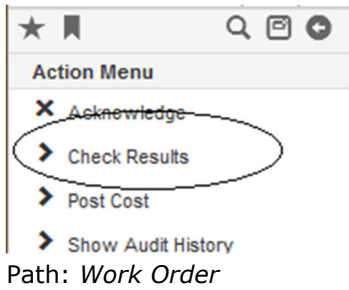 Action Menu
Acknowledge
Check Results
Post Cost
Show Audit History
Path: Work Order